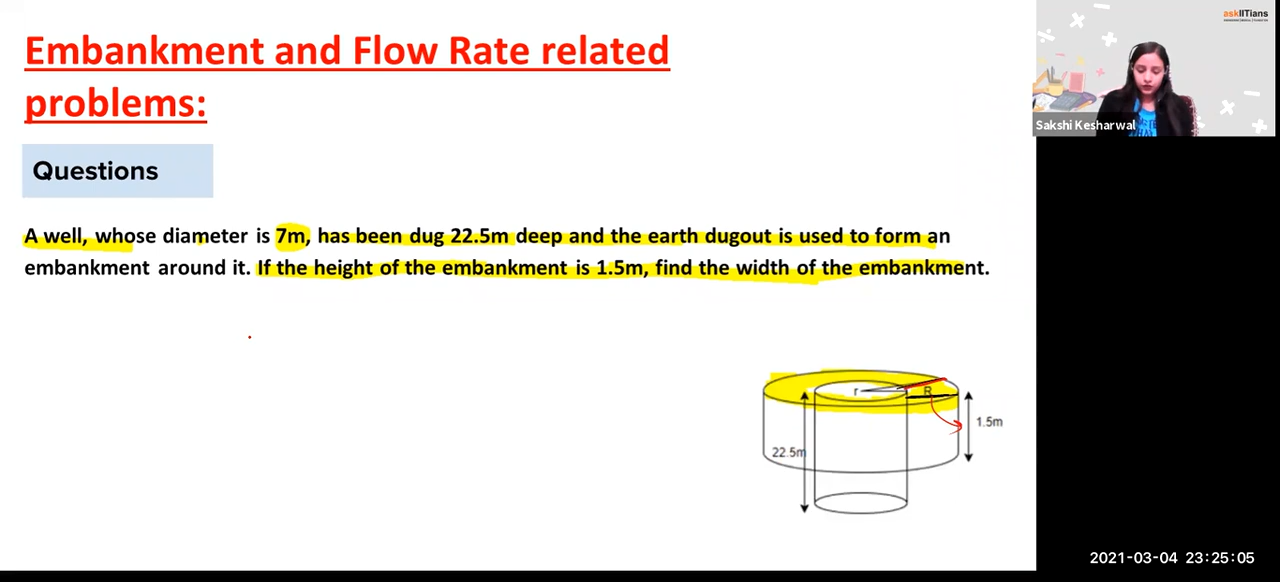 Embankment and Flow Rate related
problems:
Questions
A well, whose diameter is 7m, has been dug 22.5m deep and the earth dugout is used to form an
embankment around it. If the height of the embankment is 1.5m, find the width of the embankment.
r
R
1.5m
22.5m
askIITians
Sakshi Kesharwal
2021-03-04 23:25:05